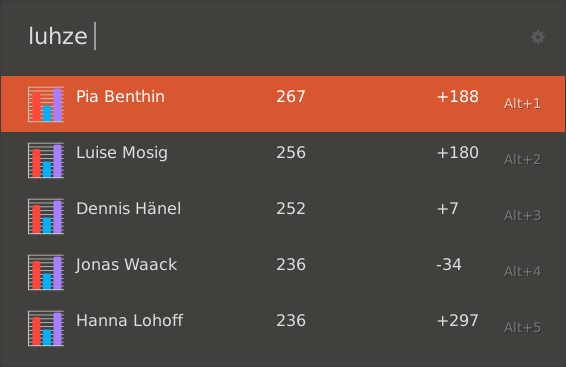 luhze
Pia Benthin 267 +188 Alt+1
Luise Mosig 256 +180 Alt+2
Dennis Hänel 252 +7 Alt+3
Jonas Waack 236 -34 Alt+4
Hanna Lohoff 236 +297 Alt+5